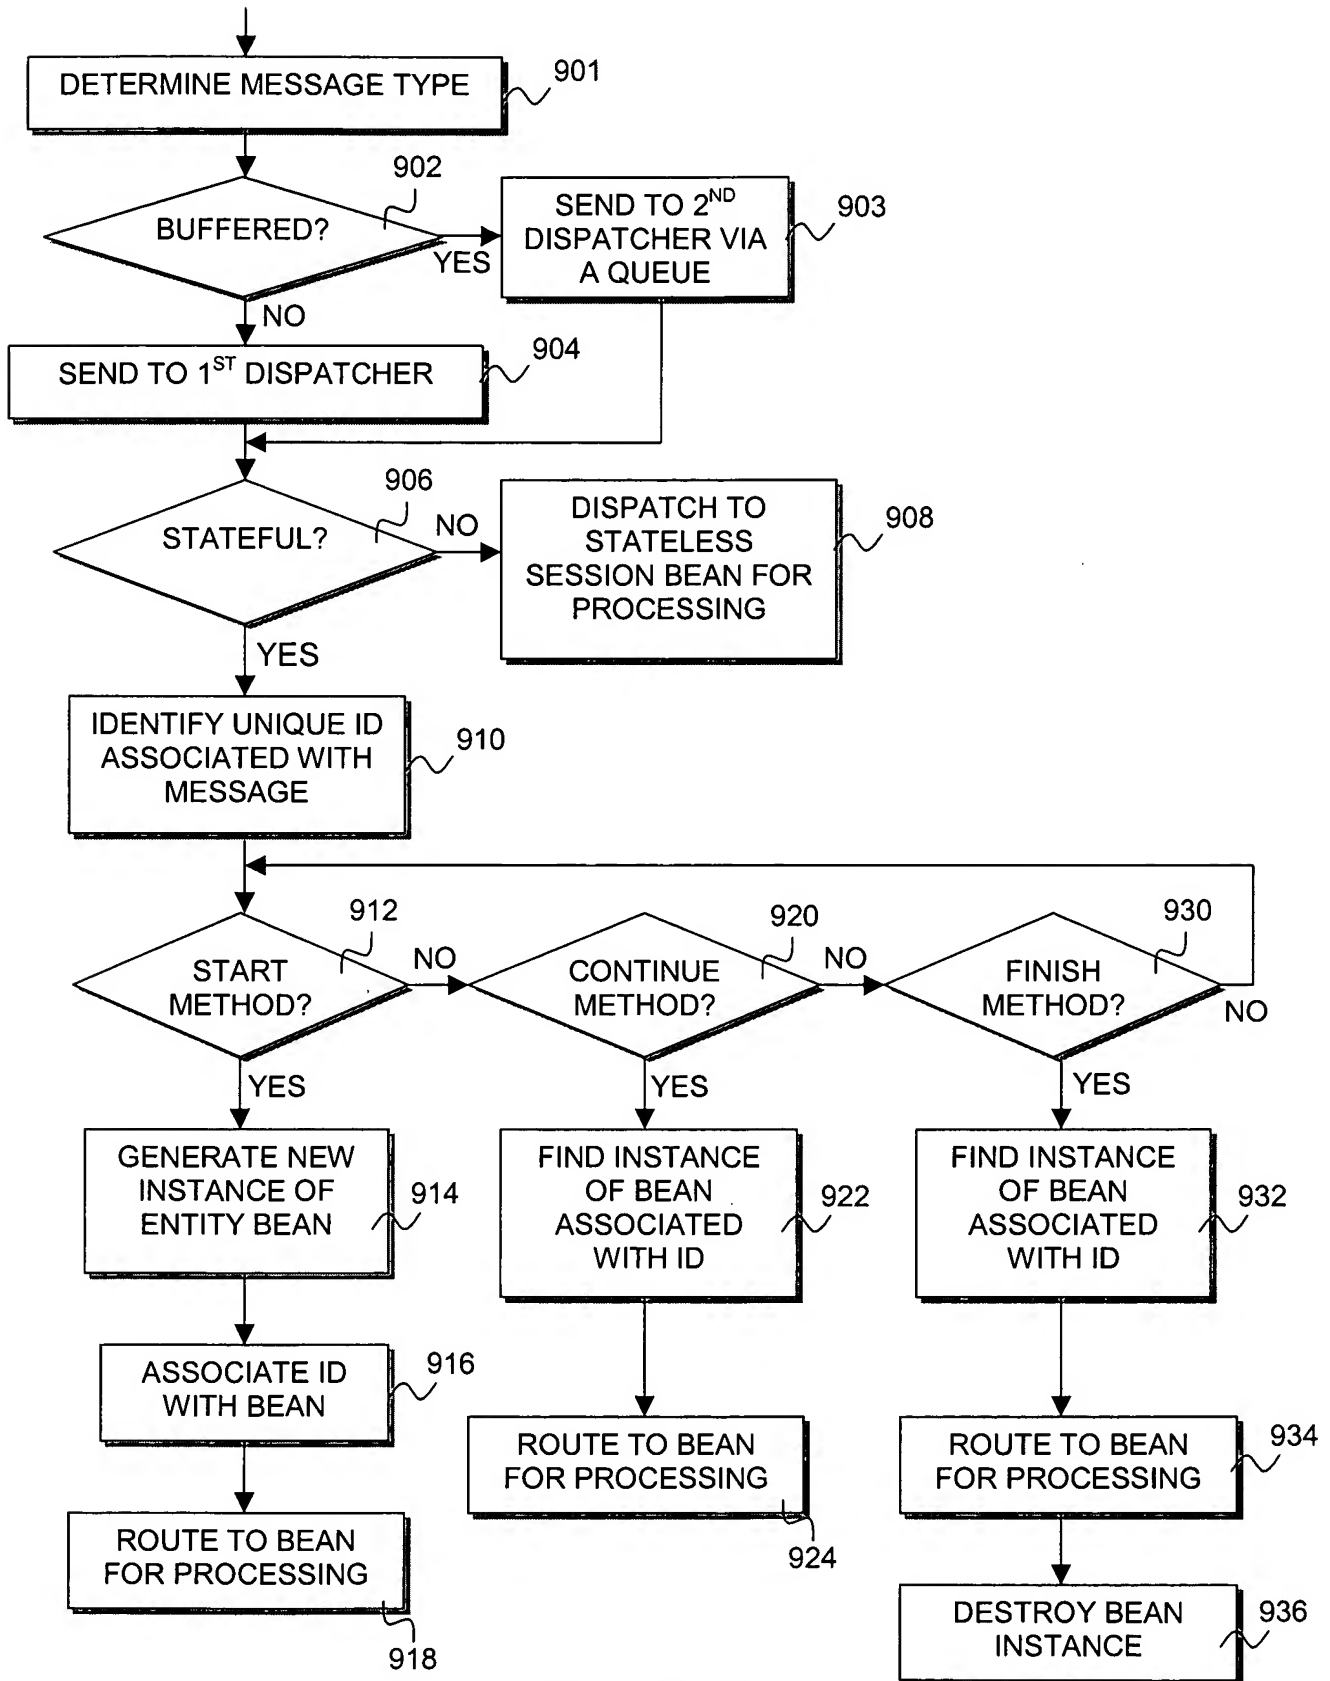 DETERMINE MESSAGE TYPE
901
902
BUFFERED?
YES
NO
SEND TO 2ND
DISPATCHER VIA
A QUEUE
903
SEND TO 1ST DISPATCHER
904
906
STATEFUL?
NO
YES
DISPATCH TO
STATELESS
SESSION BEAN FOR
PROCESSING
908
IDENTIFY UNIQUE ID
ASSOCIATED WITH
MESSAGE
910
912
START
METHOD?
NO
YES
920
CONTINUE
METHOD?
NO
YES
930
FINISH
METHOD?
NO
YES
GENERATE NEW
INSTANCE OF
ENTITY BEAN
914
FIND INSTANCE
OF BEAN
ASSOCIATED
WITH ID
922
FIND INSTANCE
OF BEAN
ASSOCIATED
WITH ID
932
ASSOCIATE ID
WITH BEAN
916
ROUTE TO BEAN
FOR PROCESSING
924
ROUTE TO BEAN
FOR PROCESSING
934
ROUTE TO BEAN
FOR PROCESSING
918
DESTROY BEAN
INSTANCE
936